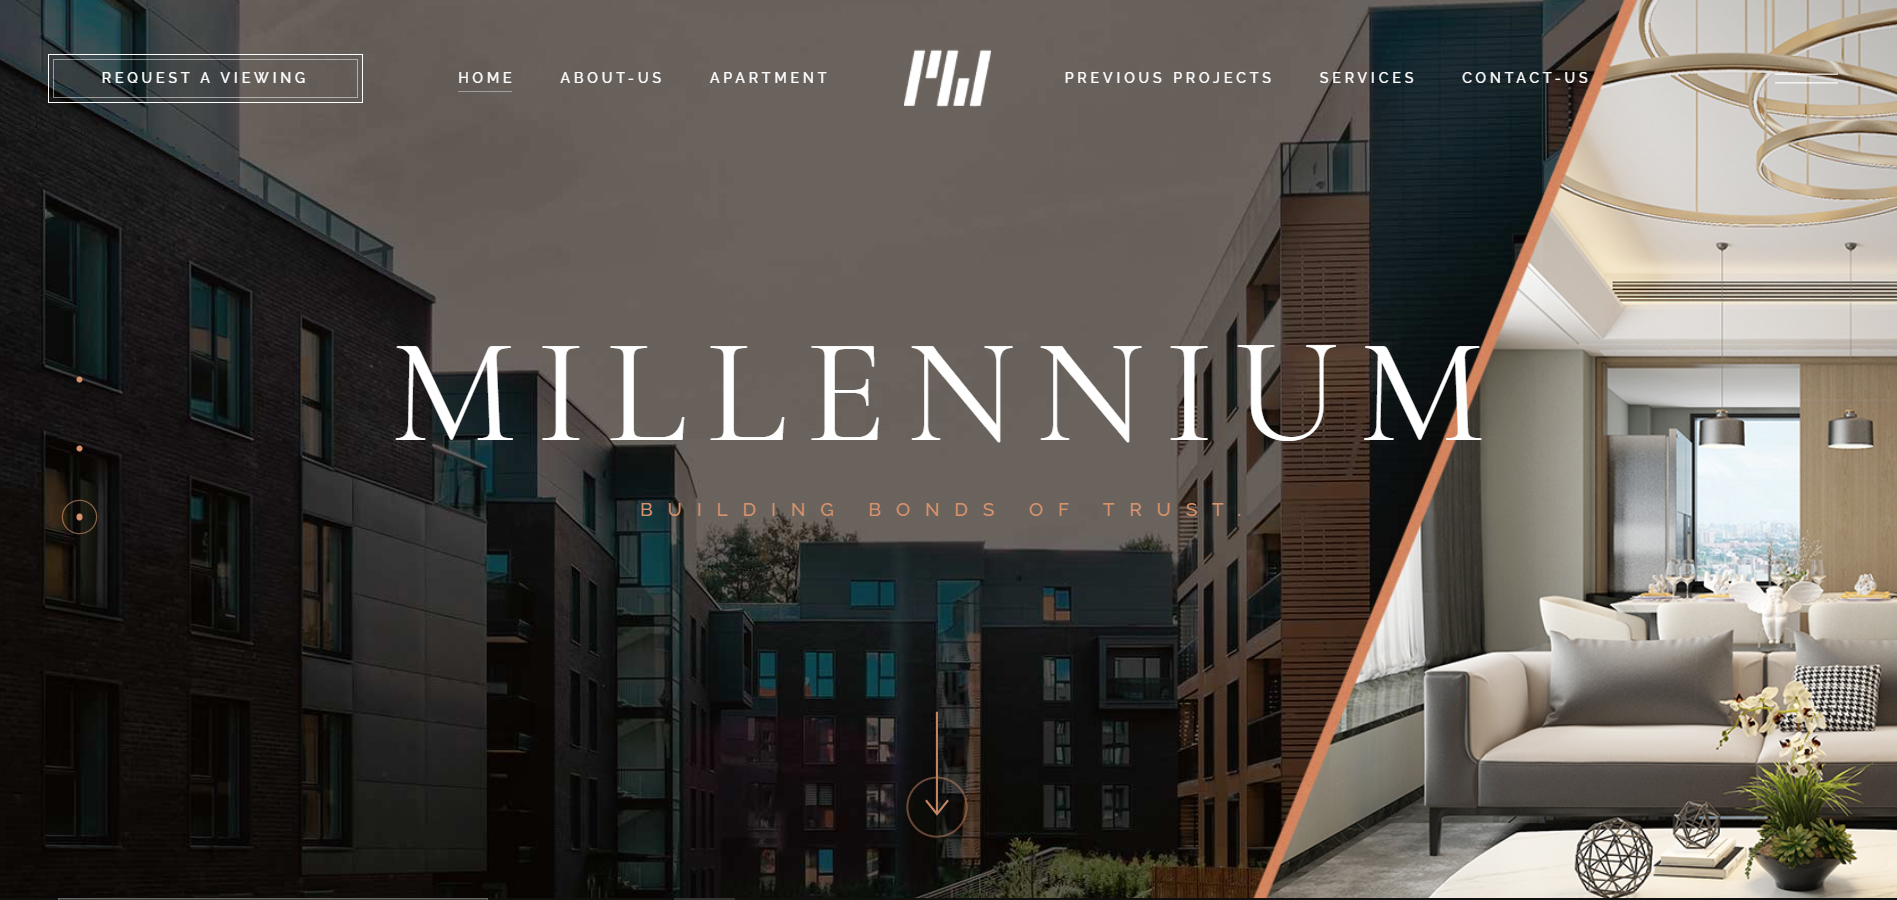 REQUEST A VIEWING
HOME ABOUT-US APARTMENT PREVIOUS PROJECTS SERVICES CONTACT-US
MILLENNIUM
BUILDING BONDS OF TRUST.